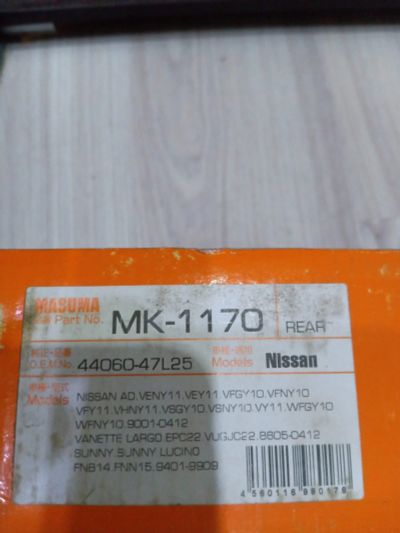 MASUMA
Part No. MK-1170 REAR
O.E.M.No. 44060-47L25 Models Nissan
Models NISSAN AD.VENY11.VEY11.VFGY10.VFNY10
VFY11.VHNY11.VSGY10.VSNY10.VY11.WFGY10
WFNY10.9001-0412
VANETTE LARGO.EPC22.VUGJC22.8605-0412
SUNNY.SUNNY LUCINO
FNB14.FNN15.9401-9909